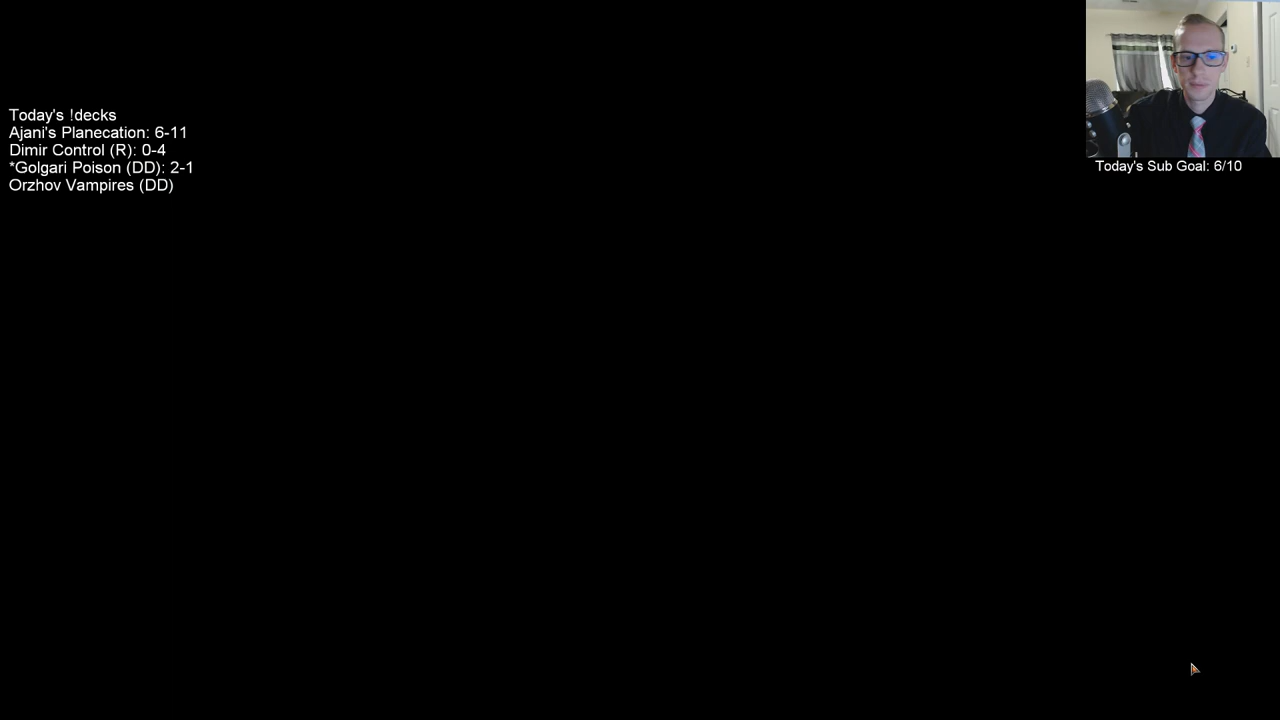 Today's !decks
Ajani's Planecation: 6-11
Dimir Control (R): 0-4
*Golgari Poison (DD): 2-1
Orzhov Vampires (DD)
Today's Sub Goal: 6/10